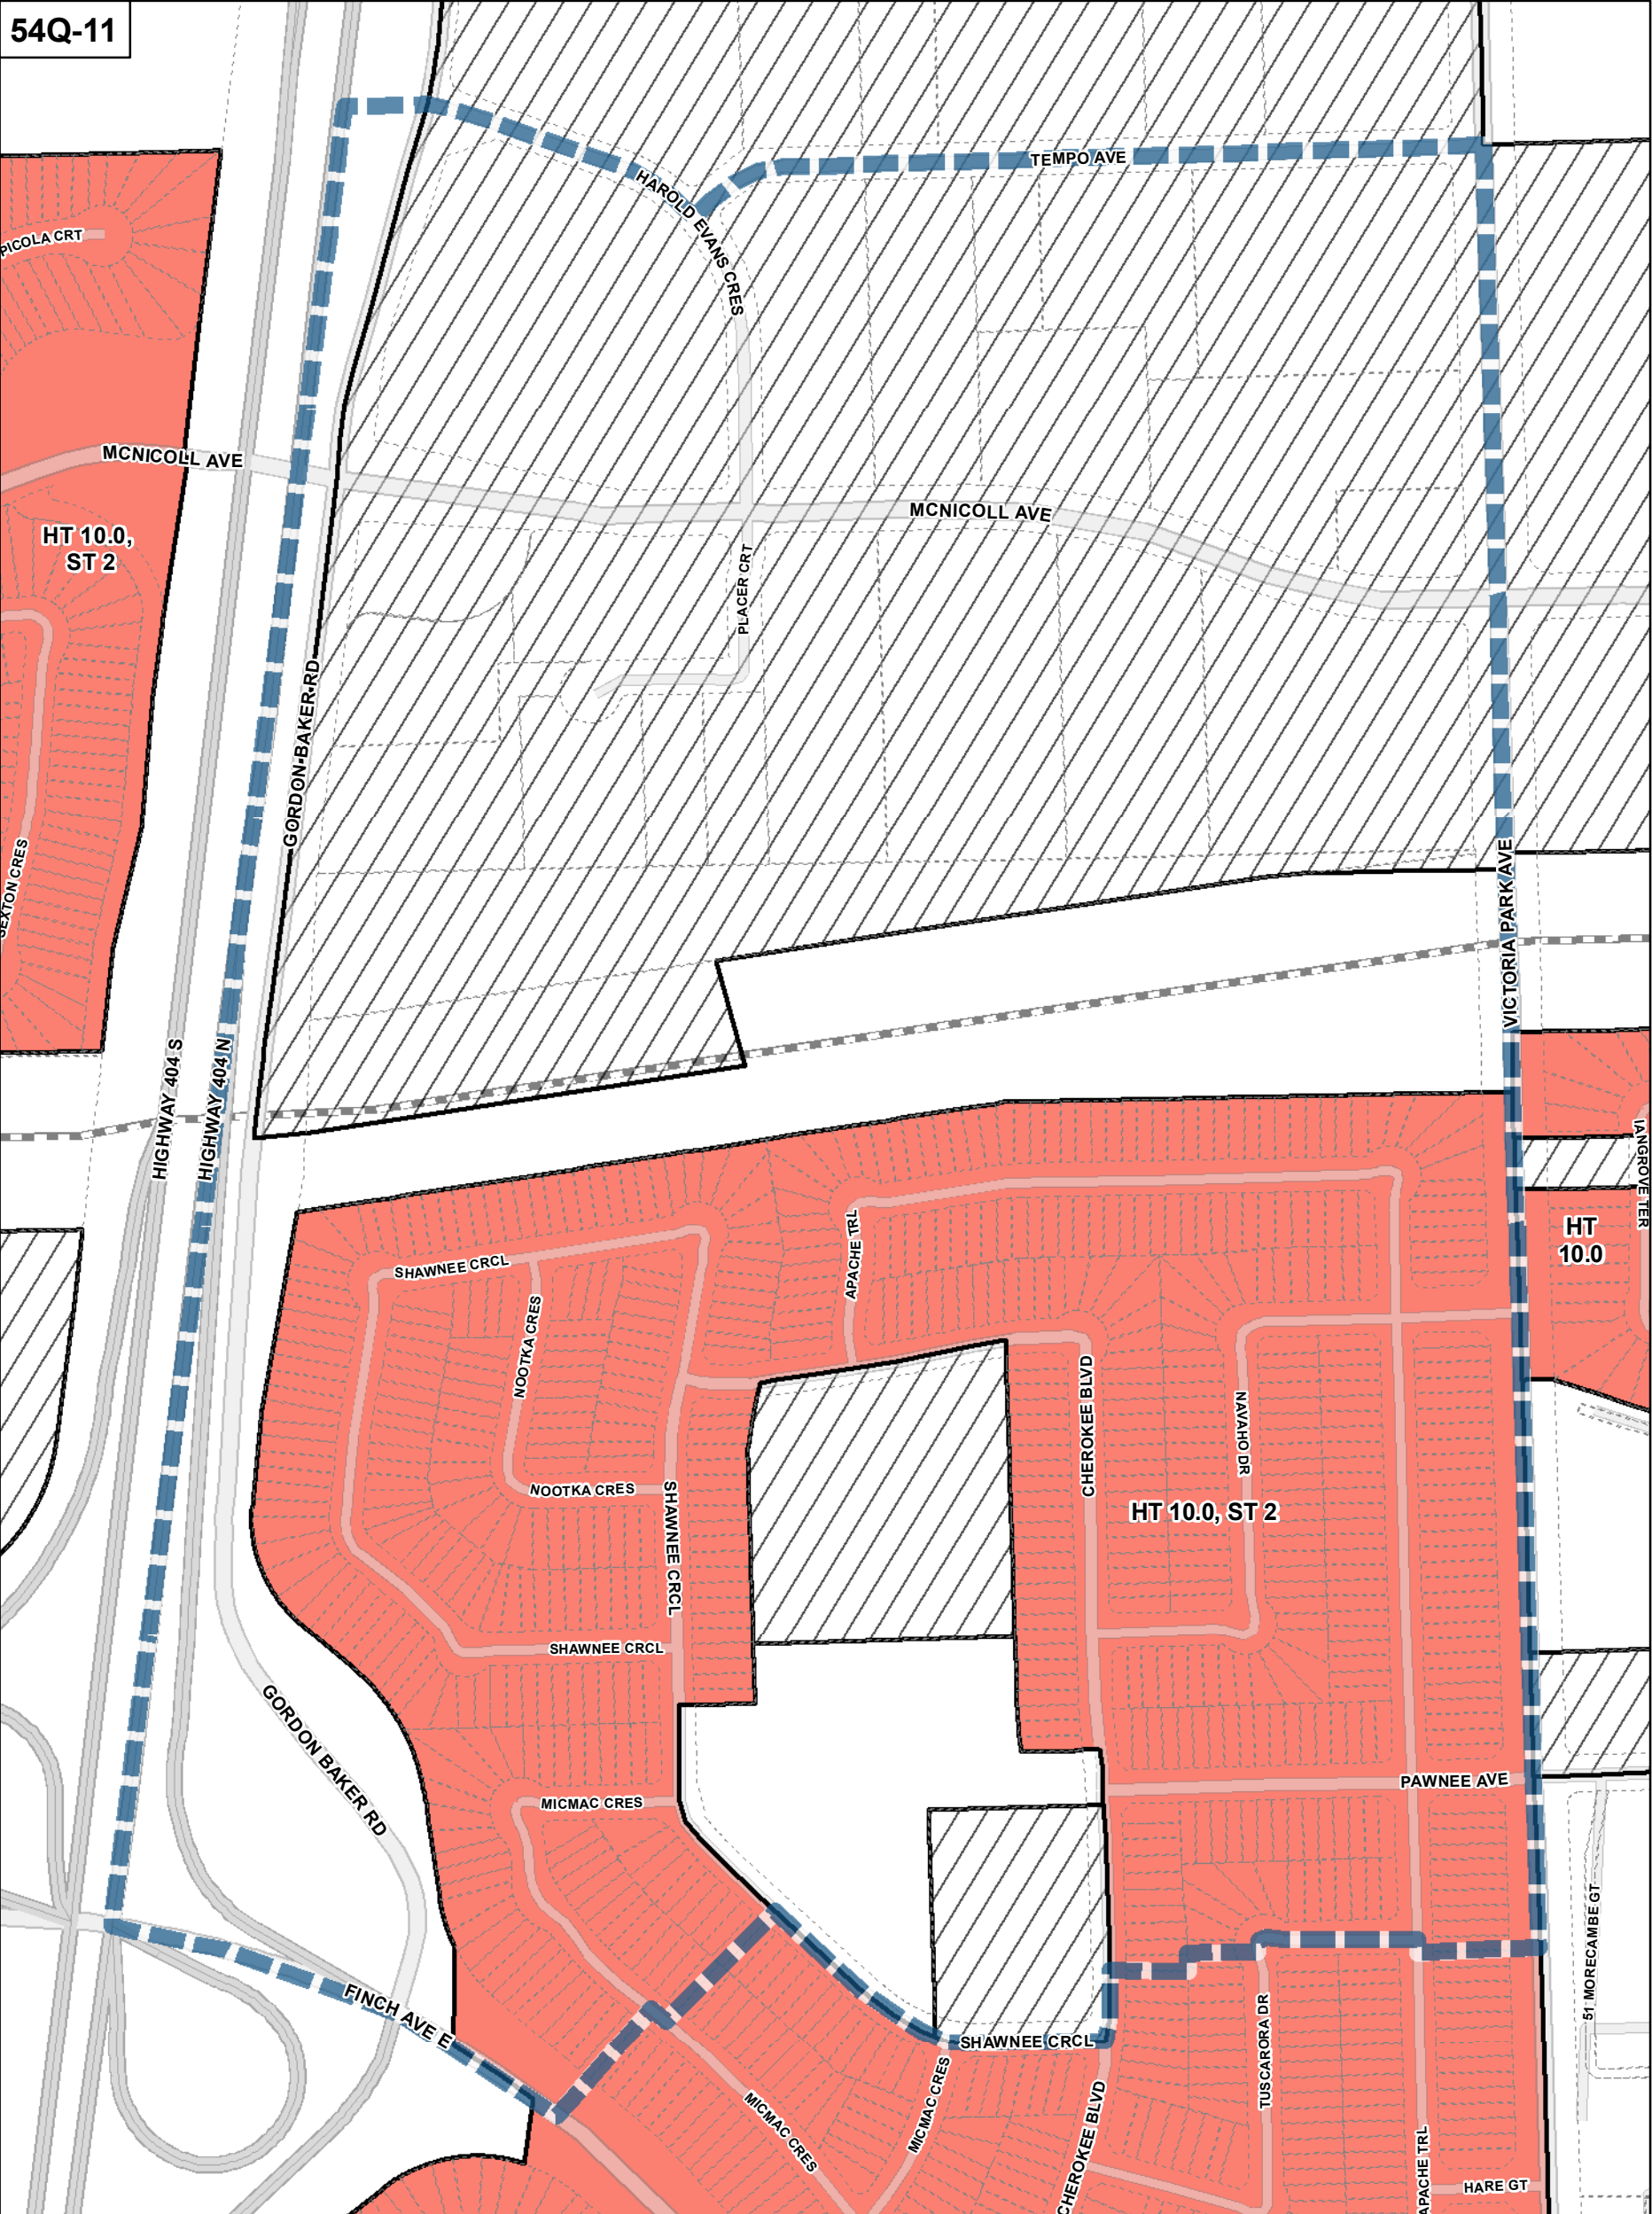 54Q-11
TEMPO AVE
HAROLD EVANS CRES
PICOLA CRT
MCNICOLL AVE
MCNICOLL AVE
HT 10.0,
ST 2
PLACER CRT
GORDON BAKER RD
SEXTON CRES
VICTORIA PARK AVE
HIGHWAY 404 S
HIGHWAY 404 N
HT
10.0
SHAWNEE CRCL
APACHE TRL
NOOTKA CRES
CHEROKEE BLVD
NAVAHO DR
NOOTKA CRES
SHAWNEE CRCL
HT 10.0, ST 2
SHAWNEE CRCL
GORDON BAKER RD
PAWNEE AVE
MICMAC CRES
51 MORECAMBE GT
FINCH AVE E
SHAWNEE CRCL
TUSCARORA DR
MICMAC CRES
MICMAC CRES
CHEROKEE BLVD
APACHE TRL
HARE GT